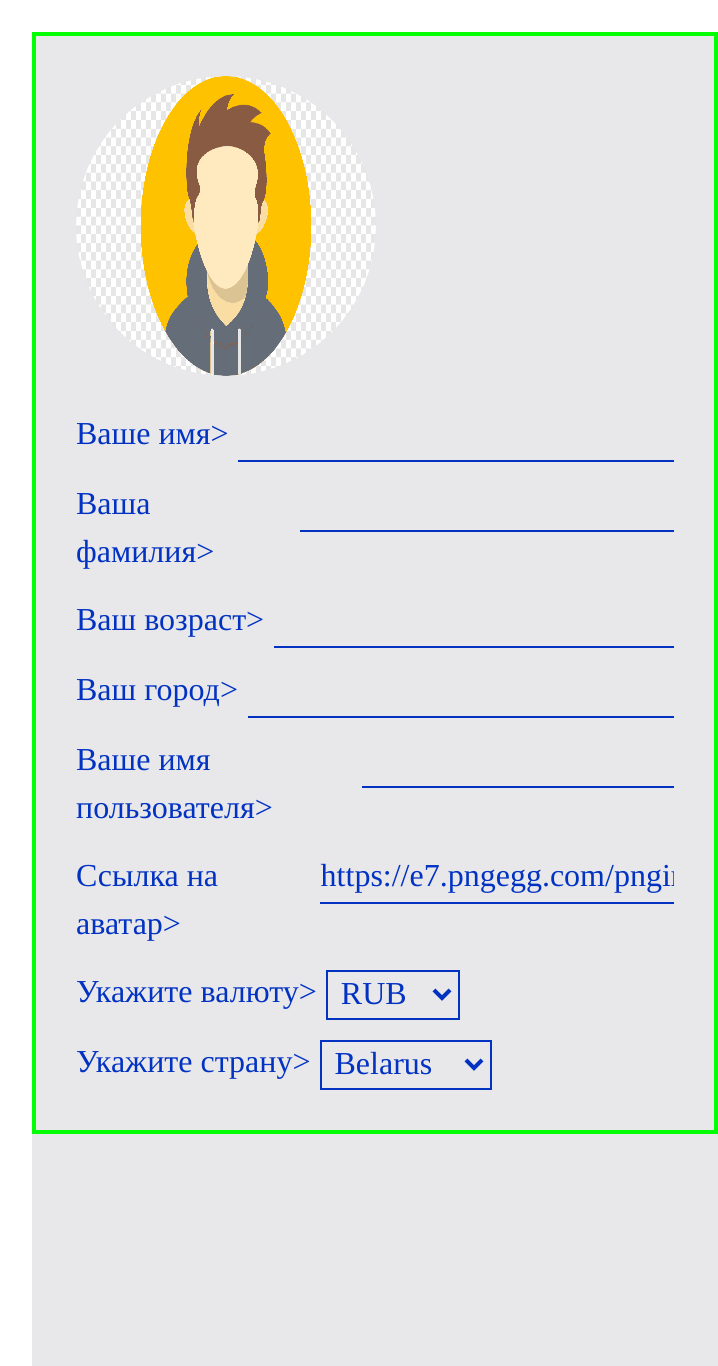 Ваше имя>
Ваша
фамилия>
Ваш возраст>
Ваш город>
Ваше имя
пользователя>
Ссылка на
https://e7.pngegg.com/pngi
аватар>
Укажите валюту> RUB
Укажите страну> Belarus